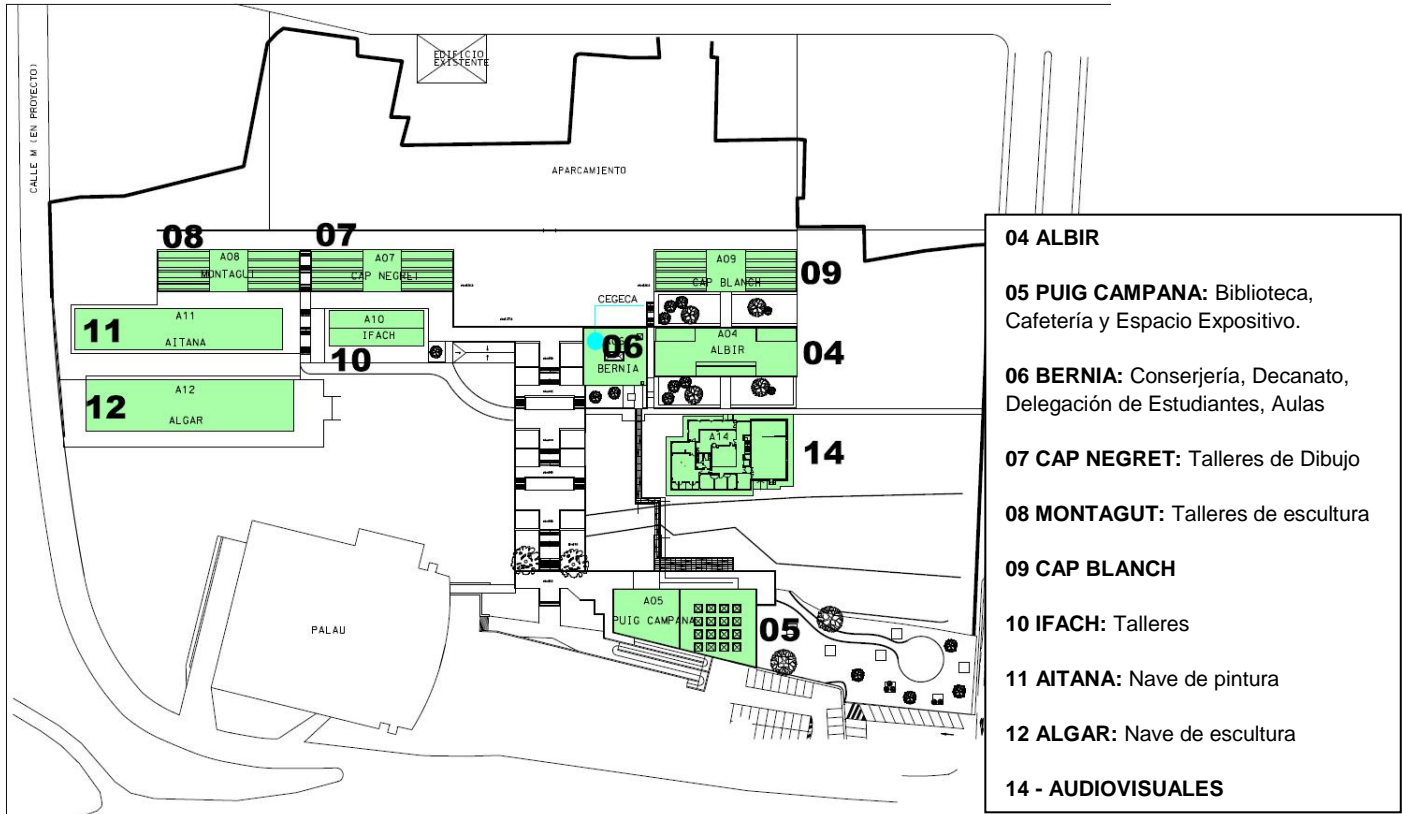 EDIFICIO
EXISTENTE
CALLE M (EN PROYECTO)
APARCAMIENTO
08
07
A08
MONTAGUT
A07
CAP NEGRET
A09
CAP BLANCH
09
CEGECA
11
A11
AITANA
A10
IFACH
10
06
BERNIA
A04
ALBIR
04
12
A12
ALGAR
A14
14
PALAU
A05
PUIG CAMPANA
05
04 ALBIR
05 PUIG CAMPANA: Biblioteca,
Cafetería y Espacio Expositivo.
06 BERNIA: Conserjería, Decanato,
Delegación de Estudiantes, Aulas
07 CAP NEGRET: Talleres de Dibujo
08 MONTAGUT: Talleres de escultura
09 CAP BLANCH
10 IFACH: Talleres
11 AITANA: Nave de pintura
12 ALGAR: Nave de escultura
14 - AUDIOVISUALES